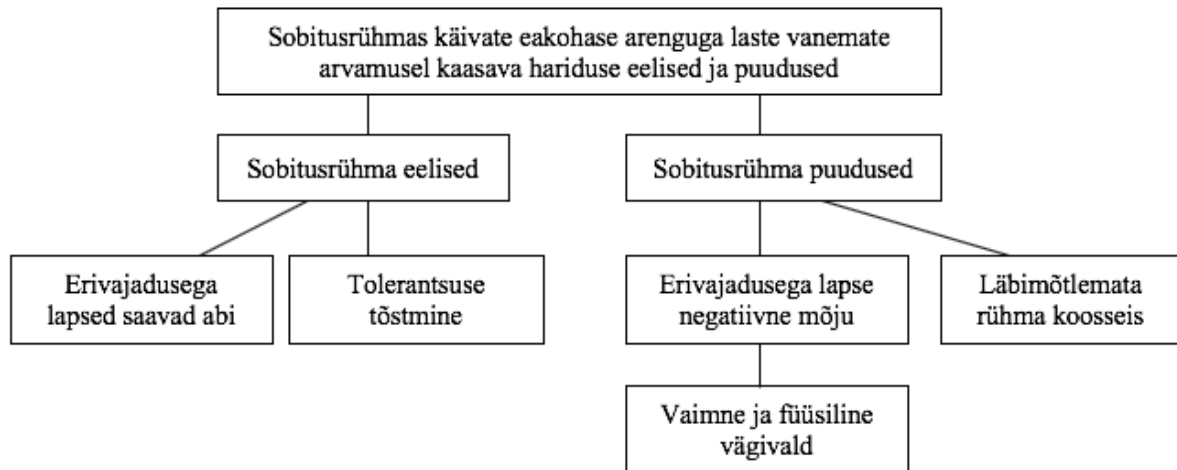 Sobitusrühmas käivate eakohase arenguga laste vanemate
arvamusel kaasava hariduse eelised ja puudused
Sobitusrühma eelised
Sobitusrühma puudused
Erivajadusega
lapsed saavad abi
Tolerantsuse
tõstmine
Erivajadusega lapse
negatiivne mõju
Läbimõtlemata
rühma koosseis
Vaimne ja füüsiline
vägivald